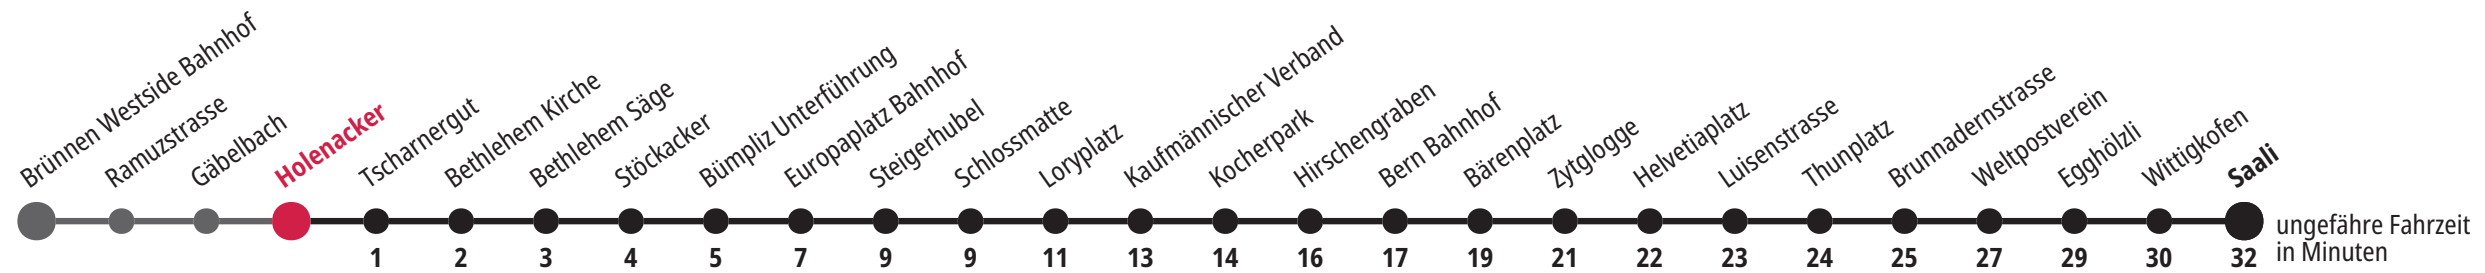 Brünnen Westside Bahnhof
Ramuzstrasse
Gäbelbach
Holenacker
Tscharnergut
Bethlehem Kirche
Bethlehem Säge
Stöckacker
Bümpliz Unterführung
Europaplatz Bahnhof
Steigerhubel
Schlossmatte
Loryplatz
Kaufmännischer Verband
Kocherpark
Hirschengraben
Bern Bahnhof
Bärenplatz
Zytglogge
Helvetiaplatz
Luisenstrasse
Thunplatz
Brunnadernstrasse
Weltpostverein
Egghölzli
Wittigkofen
Saali
1 2 3 4 5 7 9 9 11 13 14 16 17 19 21 22 23 24 25 27 29 30 32
ungefähre Fahrzeit
in Minuten